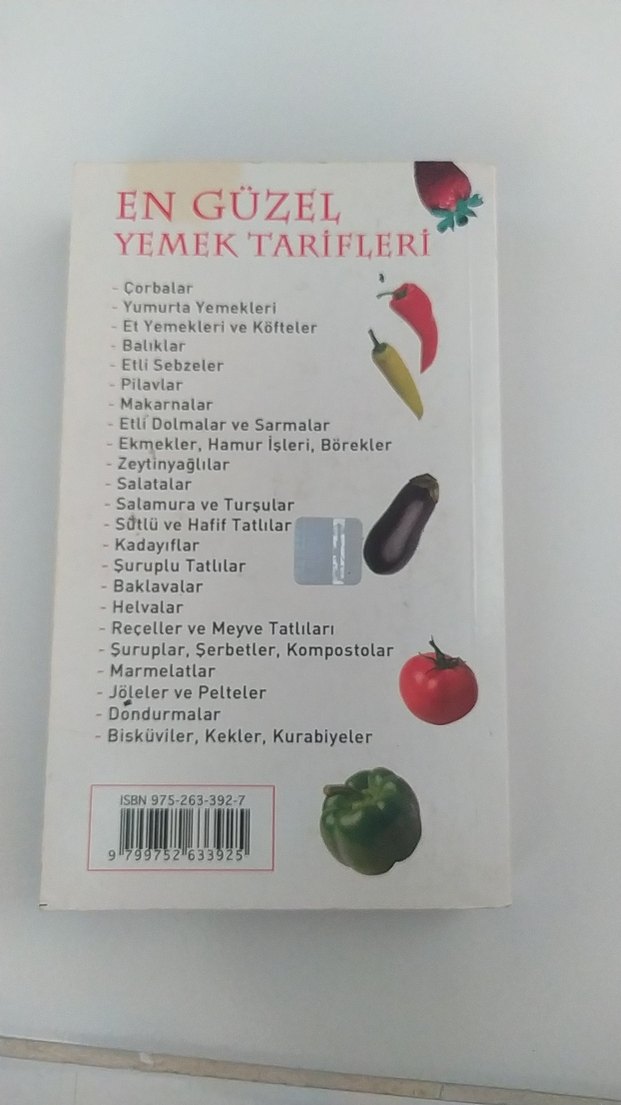 EN GÜZEL
YEMEK TARİFLERİ
- Çorbalar
- Yumurta Yemekleri
- Et Yemekleri ve Köfteler
- Balıklar
- Etli Sebzeler
- Pilavlar
- Makarnalar
- Etli Dolmalar ve Sarmalar
- Ekmekler, Hamur İşleri, Börekler
- Zeytinyağlılar
- Salatalar
- Salamura ve Turşular
- Sütlü ve Hafif Tatlılar
- Kadayıflar
- Şuruplu Tatlılar
- Baklavalar
- Helvalar
- Reçeller ve Meyve Tatlıları
- Şuruplar, Şerbetler, Kompostolar
- Marmelatlar
- Jöleler ve Pelteler
- Dondurmalar
- Bisküviler, Kekler, Kurabiyeler
ISBN 975-263-392-7
9 799752 633925